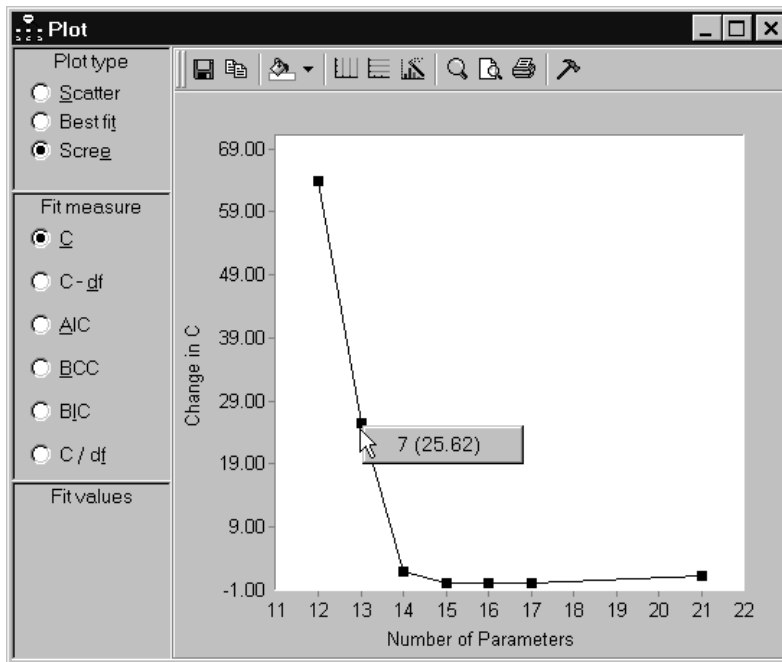 Plot
Plot type
Scatter
Best fit
Scree
Fit measure
C
C - df
AIC
BCC
BIC
C / df
Fit values
Change in C
69.00
59.00
49.00
39.00
29.00
19.00
9.00
-1.00
7 (25.62)
11 12 13 14 15 16 17 18 19 20 21 22
Number of Parameters